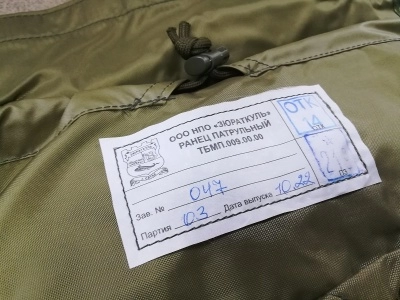 ООО НПО «ЗЮРАТКУЛЬ»
РАНЕЦ ПАТРУЛЬНЫЙ
ТБМП.009.00.00
ОТК
14
Зав. № 047
Партия 03 Дата выпуска 10.22